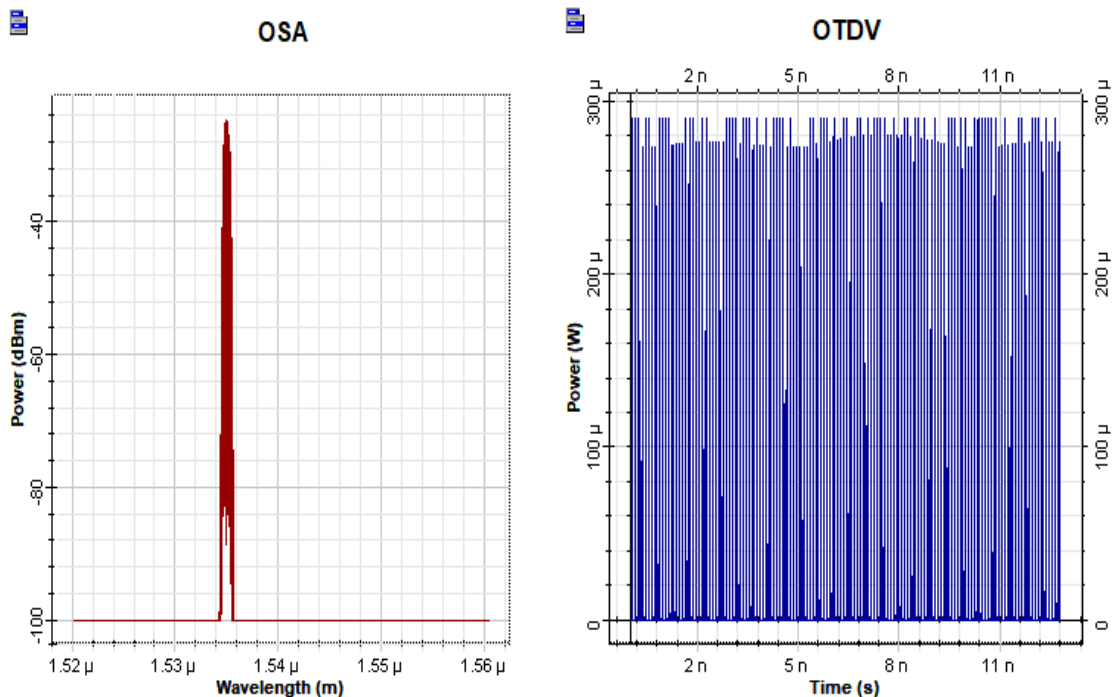 OSA
Power (dBm)
-40
-60
-80
-100
1.52 µ 1.53 µ 1.54 µ 1.55 µ 1.56 µ
Wavelength (m)
OTDV
2 n 5 n 8 n 11 n
Power (W)
300 µ
200 µ
100 µ
0
300 µ
200 µ
100 µ
0
2 n 5 n 8 n 11 n
Time (s)